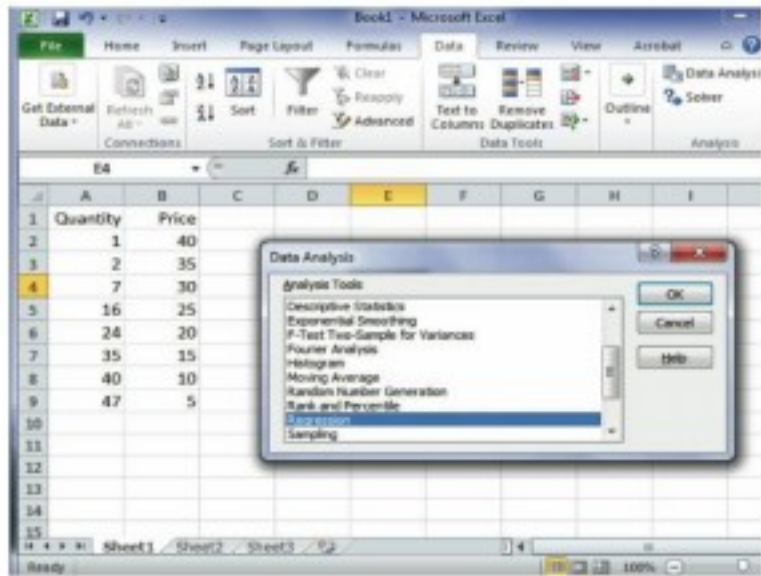 Book1 - Microsoft Excel
File Home Insert Page Layout Formulas Data Review View Acrobat
Get External Data Refresh All Sort Filter Clear Reapply Advanced Text to Columns Remove Duplicates Outline Data Analysis Solver
Connections Sort & Filter Data Tools Analysis
E4 fx
A B C D E F G H I
1 Quantity Price
2 1 40
3 2 35
4 7 30
5 16 25
6 24 20
7 35 15
8 40 10
9 47 5
10
11
12
13
14
15
Data Analysis
Analysis Tools
Descriptive Statistics
Exponential Smoothing
F-Test Two-Sample for Variances
Fourier Analysis
Histogram
Moving Average
Random Number Generation
Rank and Percentile
Regression
Sampling
OK
Cancel
Help
Sheet1 Sheet2 Sheet3
Ready 100%